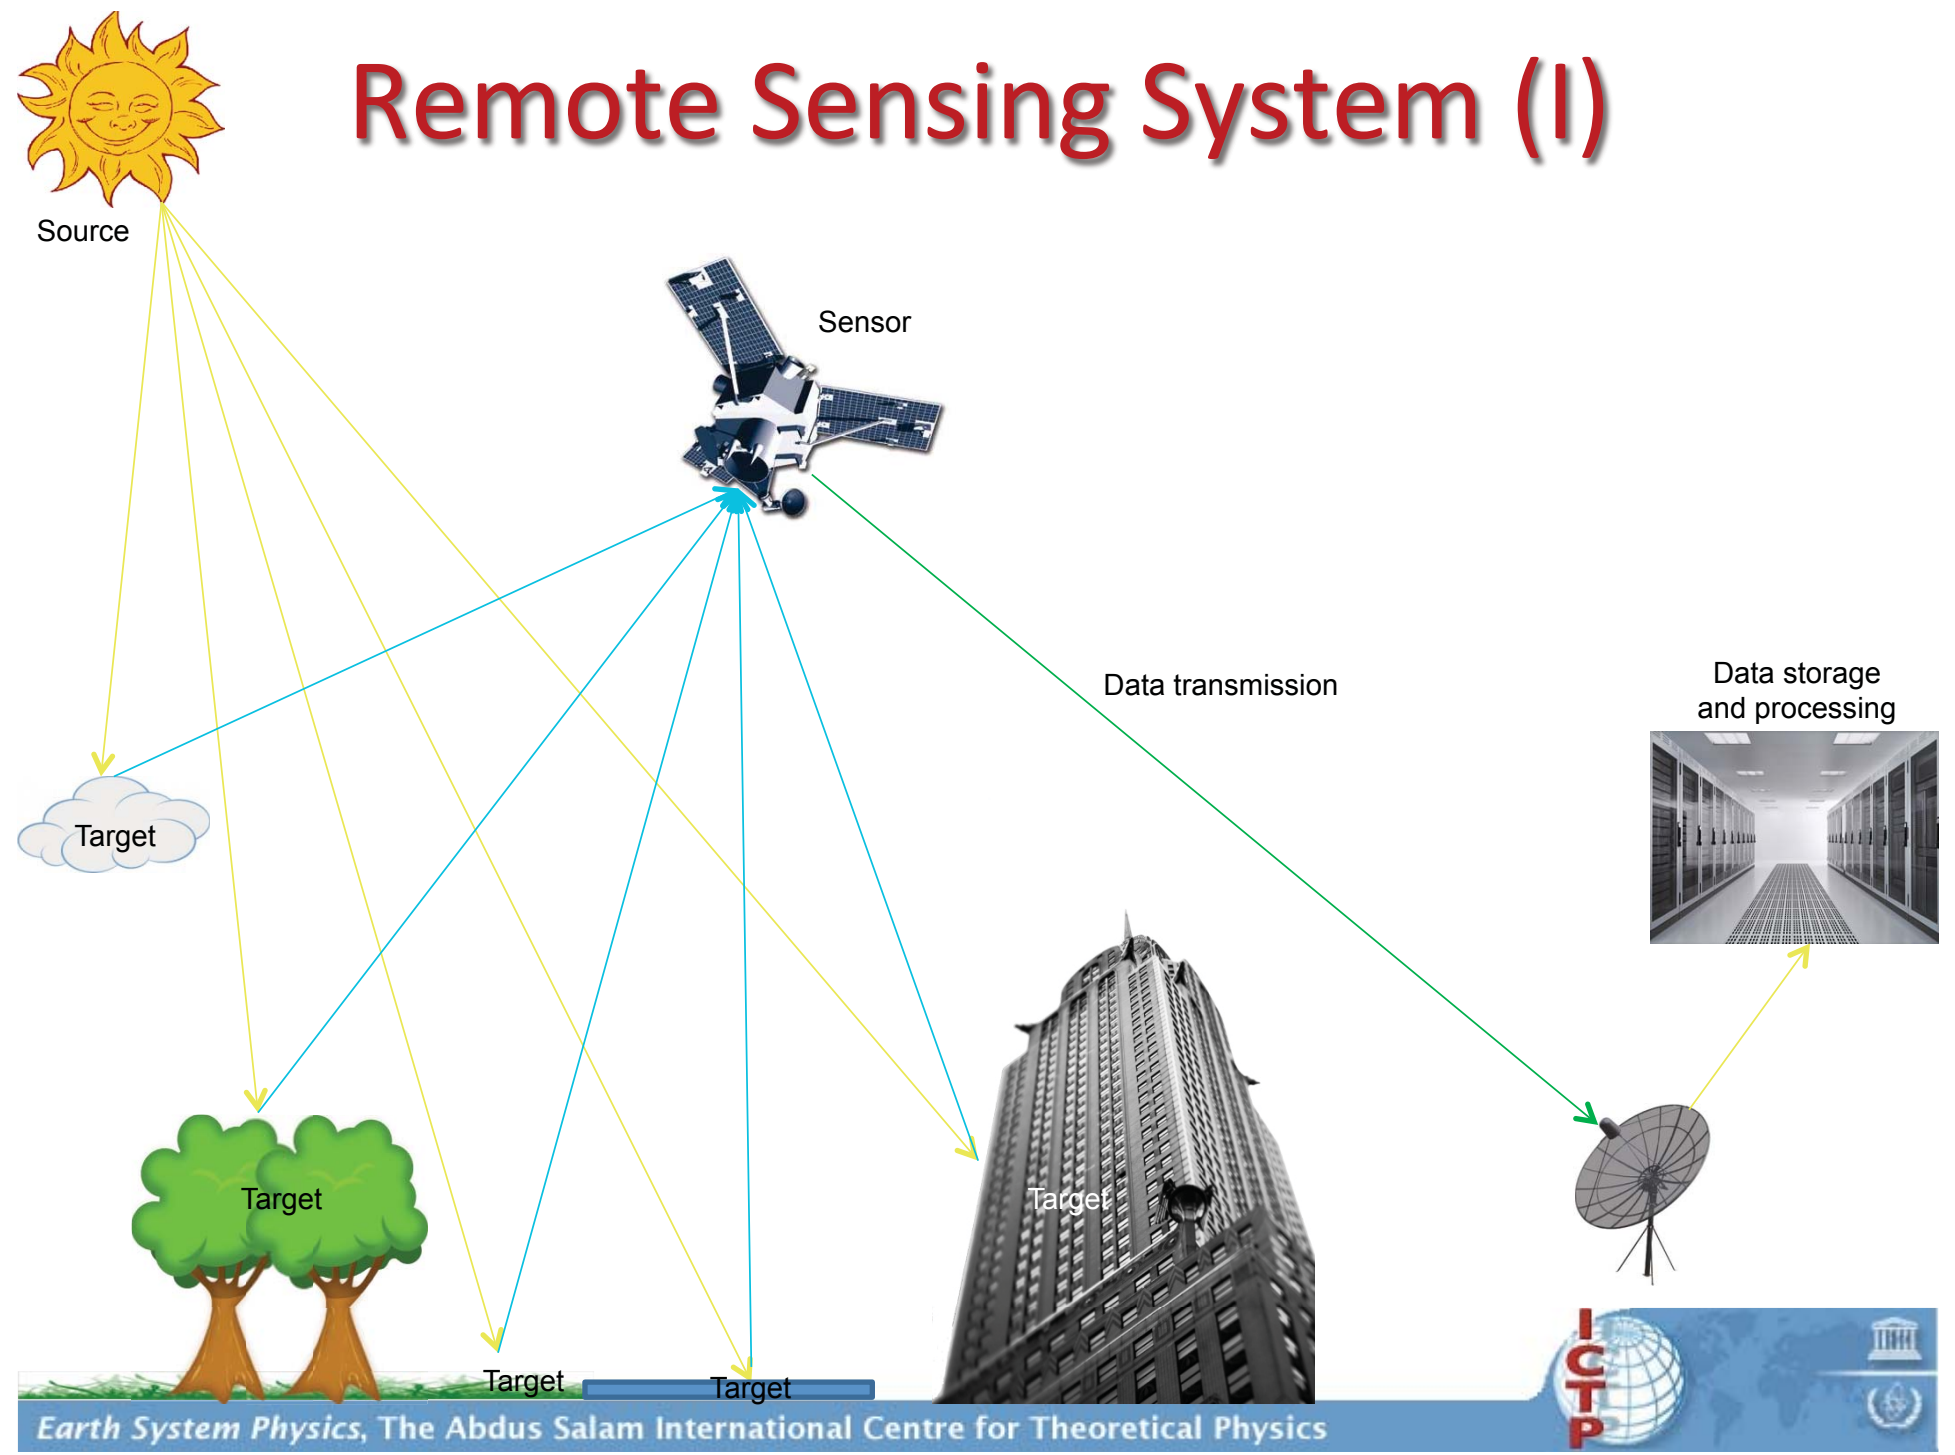 Remote Sensing System (I)
Source
Sensor
Data transmission
Data storage
and processing
Target
Target
Target
Target
Target
ICTP
Earth System Physics, The Abdus Salam International Centre for Theoretical Physics